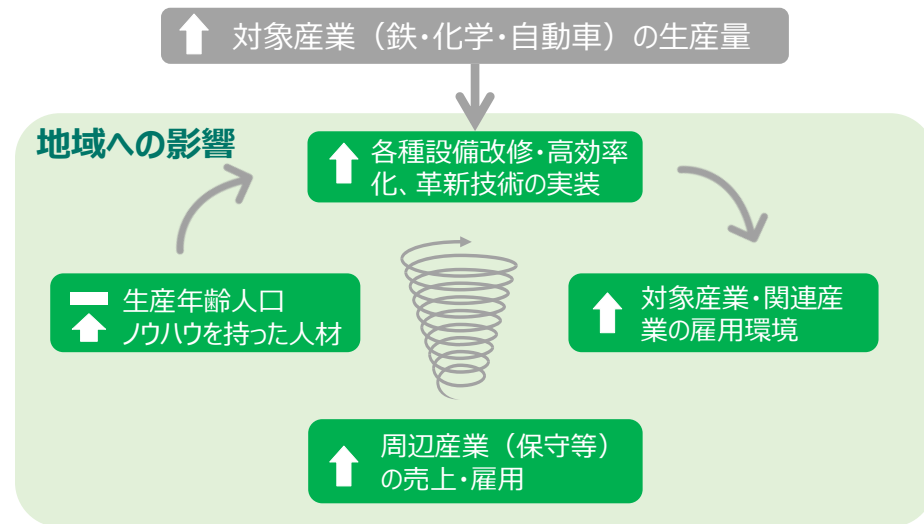 対象産業（鉄･化学･自動車）の生産量
地域への影響
各種設備改修･高効率
化、革新技術の実装
生産年齢人口
ノウハウを持った人材
対象産業･関連産
業の雇用環境
周辺産業（保守等）
の売上･雇用